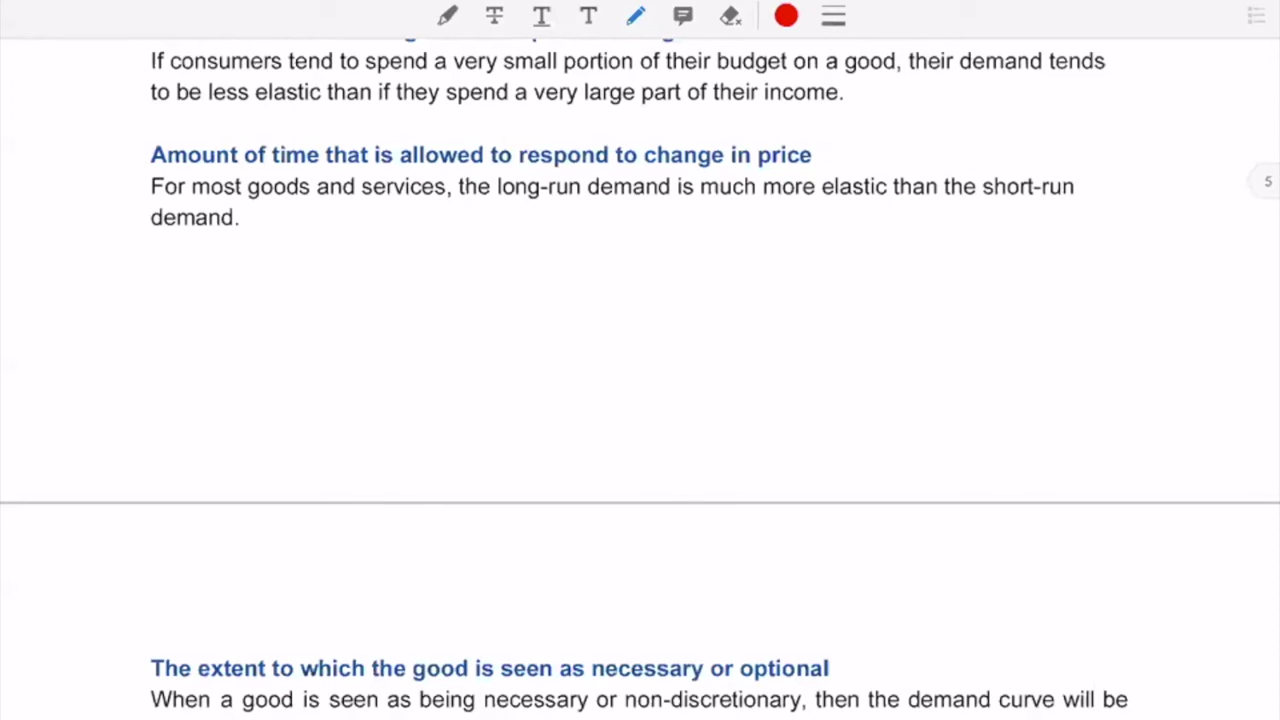 If consumers tend to spend a very small portion of their budget on a good, their demand tends
to be less elastic than if they spend a very large part of their income.
Amount of time that is allowed to respond to change in price
For most goods and services, the long-run demand is much more elastic than the short-run
demand.
5
The extent to which the good is seen as necessary or optional
When a good is seen as being necessary or non-discretionary, then the demand curve will be